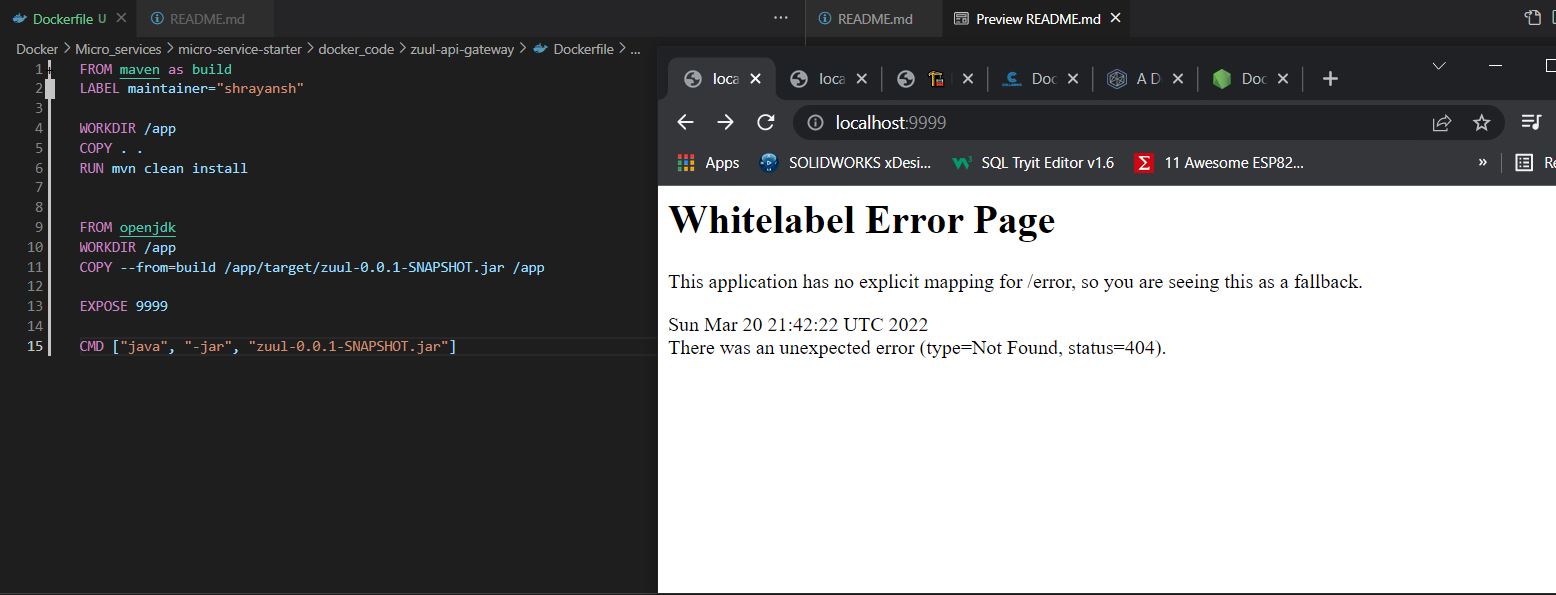 Dockerfile U
README.md
README.md
Preview README.md
Docker > Micro_services > micro-service-starter > docker_code > zuul-api-gateway > Dockerfile > ...
1 FROM maven as build
2 LABEL maintainer="shrayansh"
3
4 WORKDIR /app
5 COPY . .
6 RUN mvn clean install
7
8
9 FROM openjdk
10 WORKDIR /app
11 COPY --from=build /app/target/zuul-0.0.1-SNAPSHOT.jar /app
12
13 EXPOSE 9999
14
15 CMD ["java", "-jar", "zuul-0.0.1-SNAPSHOT.jar"]
loca
loca
Doc
A D
Doc
localhost:9999
Apps
SOLIDWORKS xDesi...
SQL Tryit Editor v1.6
11 Awesome ESP82...
»
Re
Whitelabel Error Page
This application has no explicit mapping for /error, so you are seeing this as a fallback.
Sun Mar 20 21:42:22 UTC 2022
There was an unexpected error (type=Not Found, status=404).